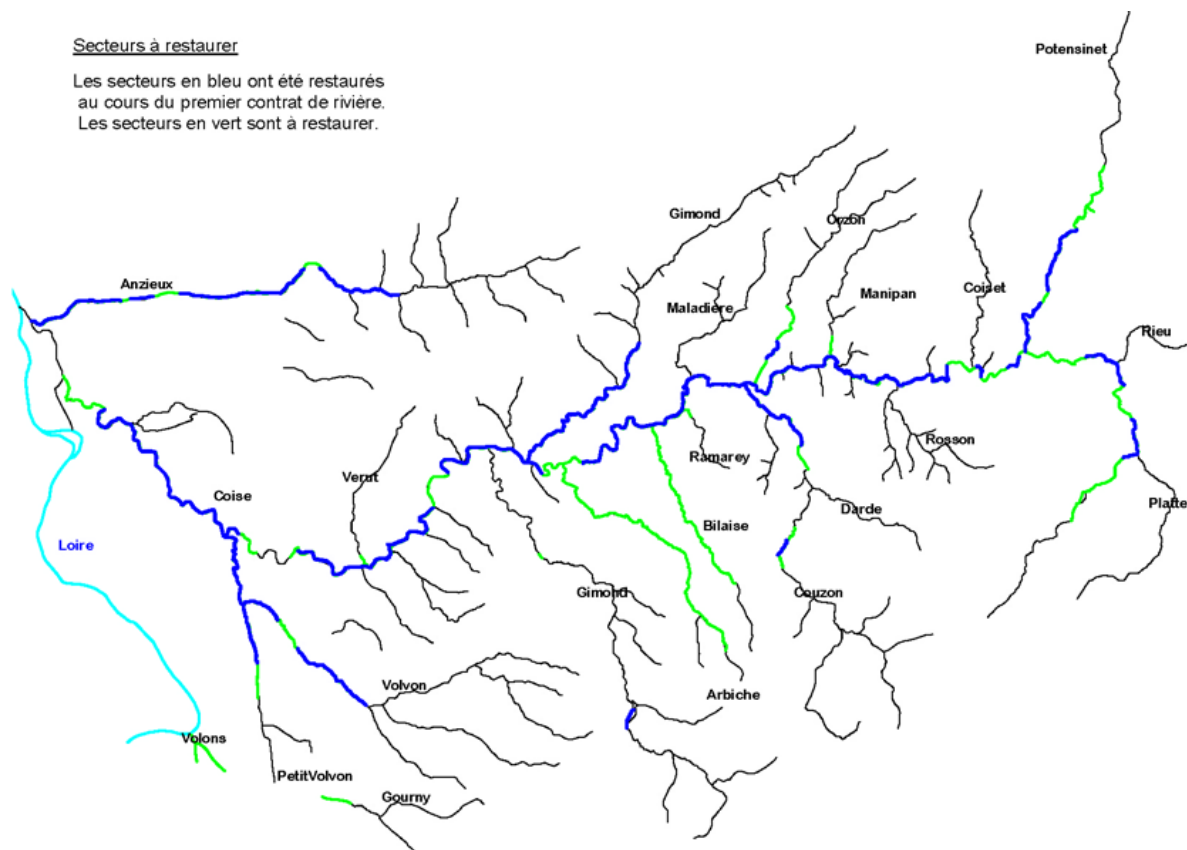 Secteurs à restaurer
Les secteurs en bleu ont été restaurés
au cours du premier contrat de rivière.
Les secteurs en vert sont à restaurer.
Potensinet
Gimond
Orzon
Anzieux
Maladière
Manipan
Coiset
Rieu
Ramarey
Rosson
Verut
Coise
Bilaise
Darde
Platte
Loire
Gimond
Couzon
Volvon
Arbiche
Volons
PetitVolvon
Gourny